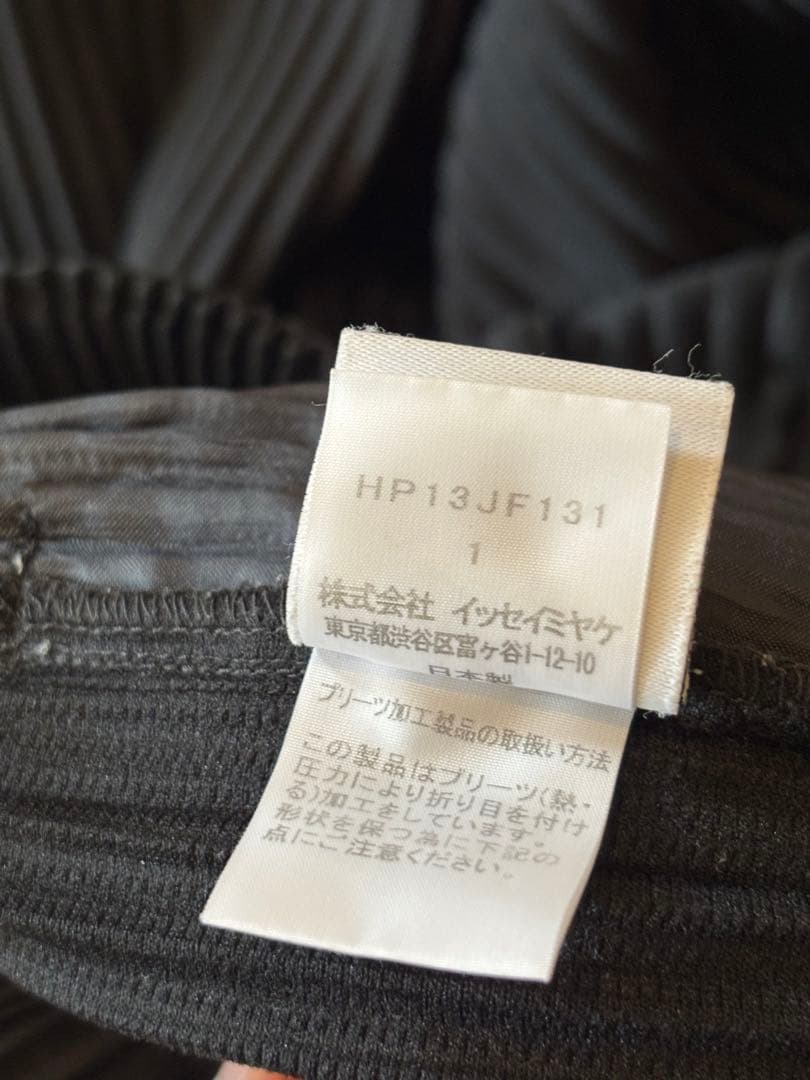 HP13JF131
1
株式会社 イッセイミヤケ
東京都渋谷区富ヶ谷1-12-10
日本製
プリーツ加工製品の取扱い方法
この製品はプリーツ(熱・
圧力により折り目を付け
る)加工をしています。
形状を保つ為に下記の
点にご注意ください。